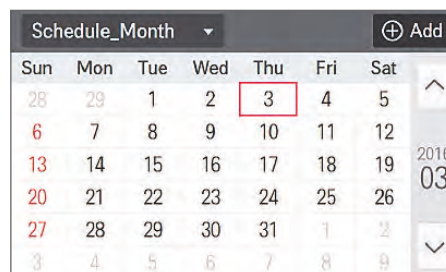 Schedule_Month Add
Sun Mon Tue Wed Thu Fri Sat
28 29 1 2 3 4 5
6 7 8 9 10 11 12
13 14 15 16 17 18 19
2016
20 21 22 23 24 25 26
03
27 28 29 30 31 1 2
3 4 5 6 7 8 9